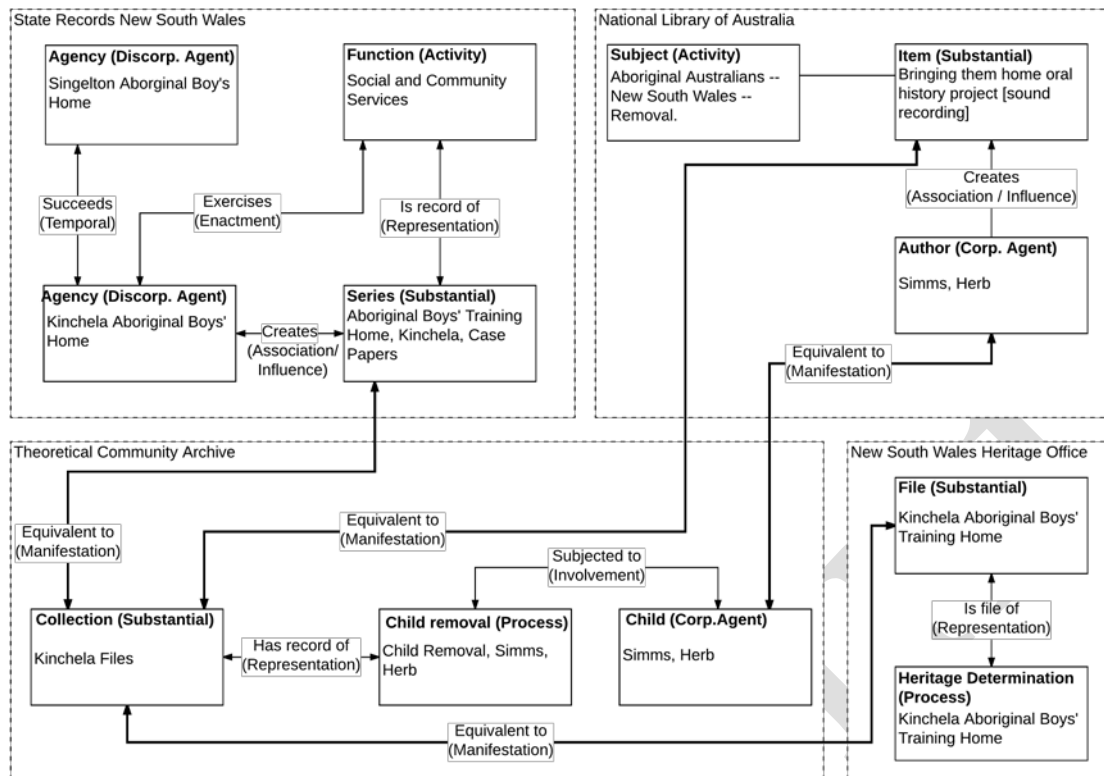 State Records New South Wales
Agency (Discorp. Agent)
Singelton Aborginal Boy's
Home
Function (Activity)
Social and Community
Services
Succeeds
(Temporal)
Exercises
(Enactment)
Is record of
(Representation)
Agency (Discorp. Agent)
Kinchela Aboriginal Boys'
Home
Creates
(Association/
Influence)
Series (Substantial)
Aboriginal Boys' Training
Home, Kinchela, Case
Papers
National Library of Australia
Subject (Activity)
Aboriginal Australians --
New South Wales --
Removal.
Item (Substantial)
Bringing them home oral
history project [sound
recording]
Creates
(Association / Influence)
Author (Corp. Agent)
Simms, Herb
Equivalent to
(Manifestation)
Theoretical Community Archive
Equivalent to
(Manifestation)
Equivalent to
(Manifestation)
Subjected to
(Involvement)
Collection (Substantial)
Kinchela Files
Has record of
(Representation)
Child removal (Process)
Child Removal, Simms,
Herb
Child (Corp.Agent)
Simms, Herb
Equivalent to
(Manifestation)
New South Wales Heritage Office
File (Substantial)
Kinchela Aboriginal Boys'
Training Home
Is file of
(Representation)
Heritage Determination
(Process)
Kinchela Aboriginal Boys'
Training Home